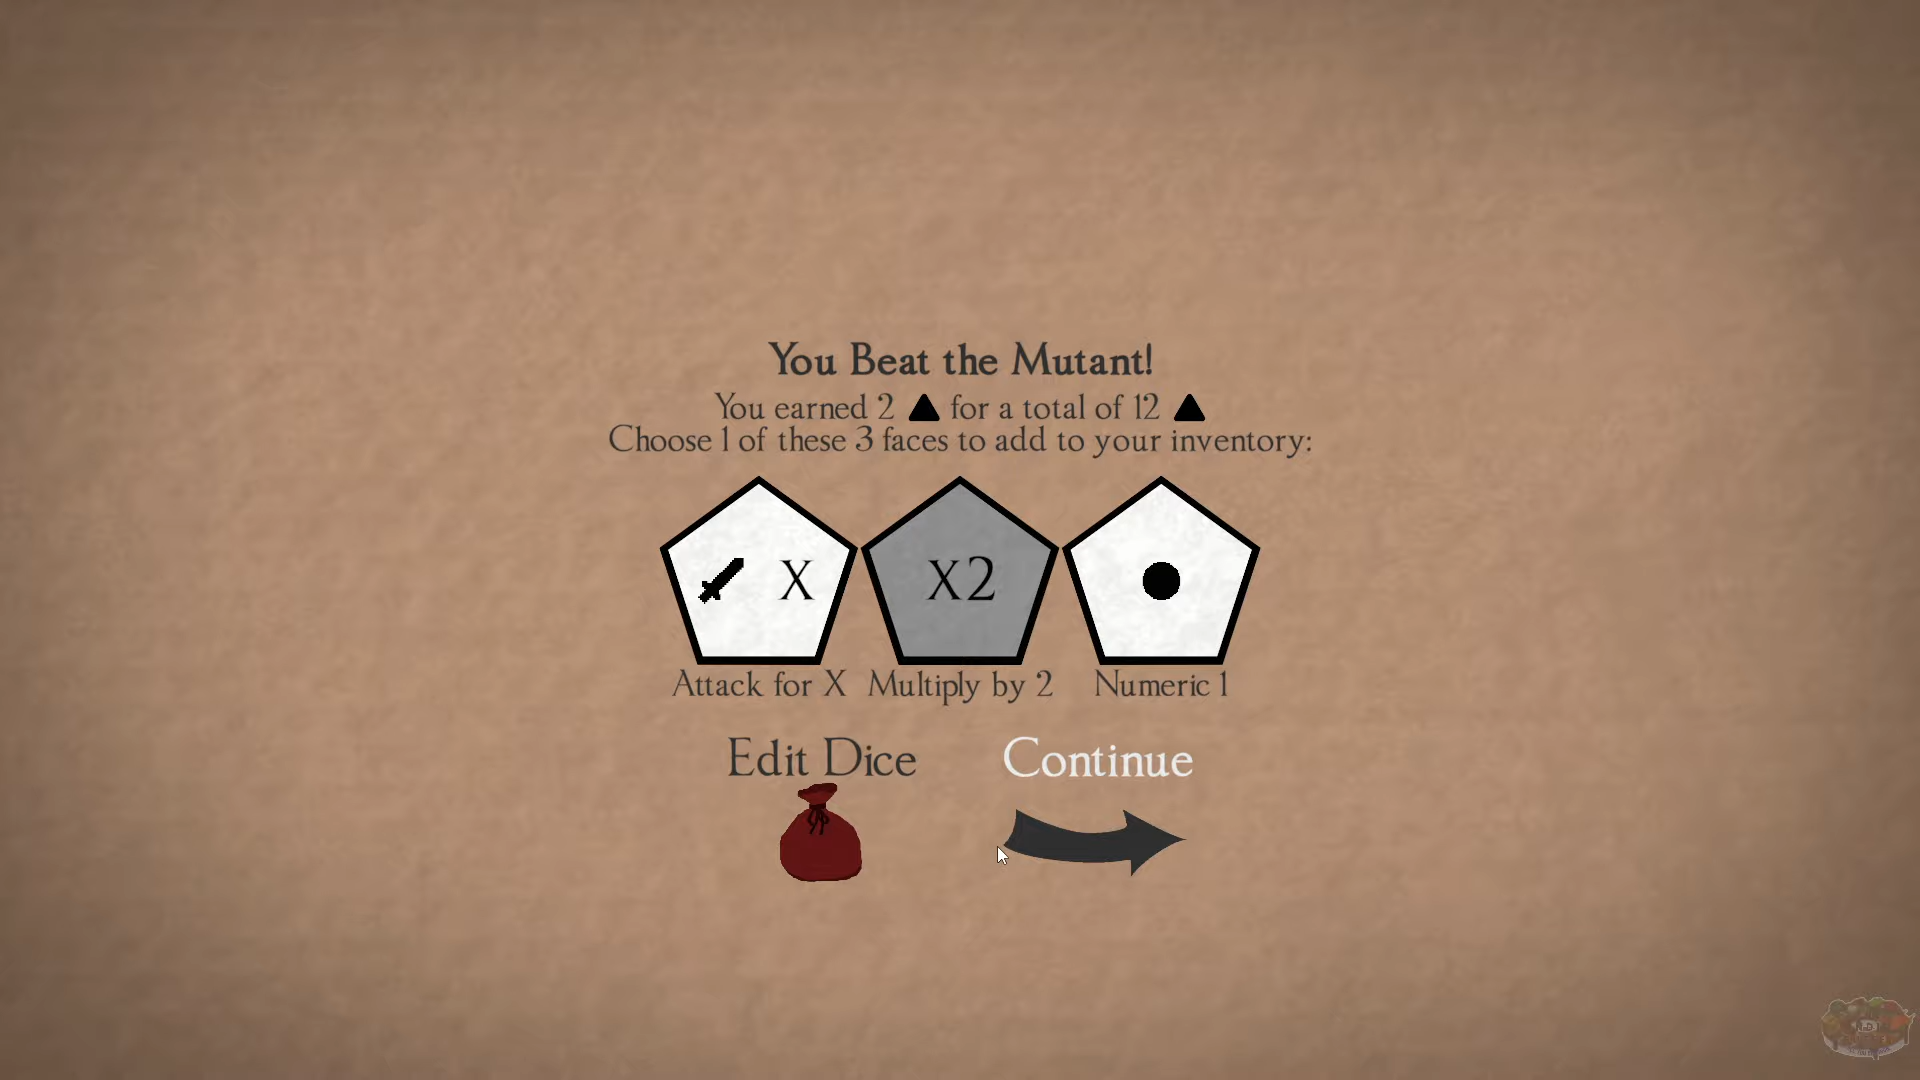 You Beat the Mutant!
You earned 2 for a total of 12
Choose 1 of these 3 faces to add to your inventory:
X X2
Attack for X Multiply by 2 Numeric 1
Edit Dice Continue